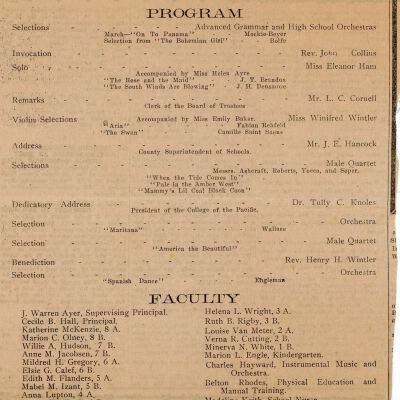 PROGRAM
Selections - - - Advanced Grammar and High School Orchestras
March—"On To Panama" Mackie-Beyer
Selection from "The Bohemian Girl" Balfe
Invocation - - - Rev. John Collins
Solo - - - Miss Eleanor Ham
Accompanied by Miss Helen Ayre
"The Rose and the Maid" J. T. Brandon
"The South Winds Are Blowing" J. H. Densmore
Remarks - - - Mr. L. C. Cornell
Clerk of the Board of Trustees
Violin Selections Accompanied by Miss Emily Baker. Miss Winifred Wintler
"Aria" Fabian Rehfeld
"The Swan" Camille Saint Saens
Address - - - Mr. J. E. Hancock
County Superintendent of Schools.
Selections - - - Male Quartet
Messrs. Ashcraft, Roberts, Yocco, and Soper.
"When the Tide Comes In"
"Pale in the Amber West"
"Mammy's Lil Coal Black Coon"
Dedicatory Address - - - Dr. Tully C. Knoles
President of the College of the Pacific.
Selection - - - Orchestra
"Maritana" Wallace
Selection - - - Male Quartet
"America the Beautiful"
Benediction - - - Rev. Henry H. Wintler
Selection - - - Orchestra
"Spanish Dance" Engleman
FACULTY
J. Warren Ayer, Supervising Principal.
Cecile B. Hall, Principal.
Katherine McKenzie, 8 A.
Marion C. Olney, 8 B.
Willie A. Hudson, 7 B.
Anne M. Jacobsen, 7 B.
Mildred H. Gregory, 6 A.
Elsie G. Calef, 6 B.
Edith M. Flanders, 5 A.
Mabel M. Izant, 5 B.
Anna Lupton, 4 A.
Helena L. Wright, 3 A.
Ruth B. Rigby, 3 B.
Louise Van Meter, 2 A.
Verna R. Cutting, 2 B.
Minerva N. White, 1 B.
Marion L. Engle, Kindergarten.
Charles Hayward, Instrumental Music and
Orchestra.
Belton Rhodes, Physical Education and
Manual Training.
Keith, School Nurse